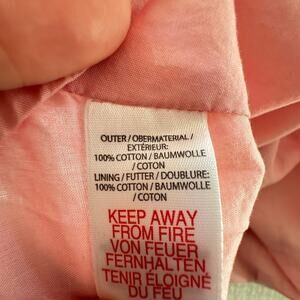 OUTER / OBERMATERIAL /
EXTÉRIEUR:
100% COTTON / BAUMWOLLE
/ COTON
LINING / FUTTER / DOUBLURE:
100% COTTON / BAUMWOLLE
/ COTON
KEEP AWAY
FROM FIRE
VON FEUER
FERNHALTEN
TENIR ÉLOIGNÉ
DU FEU